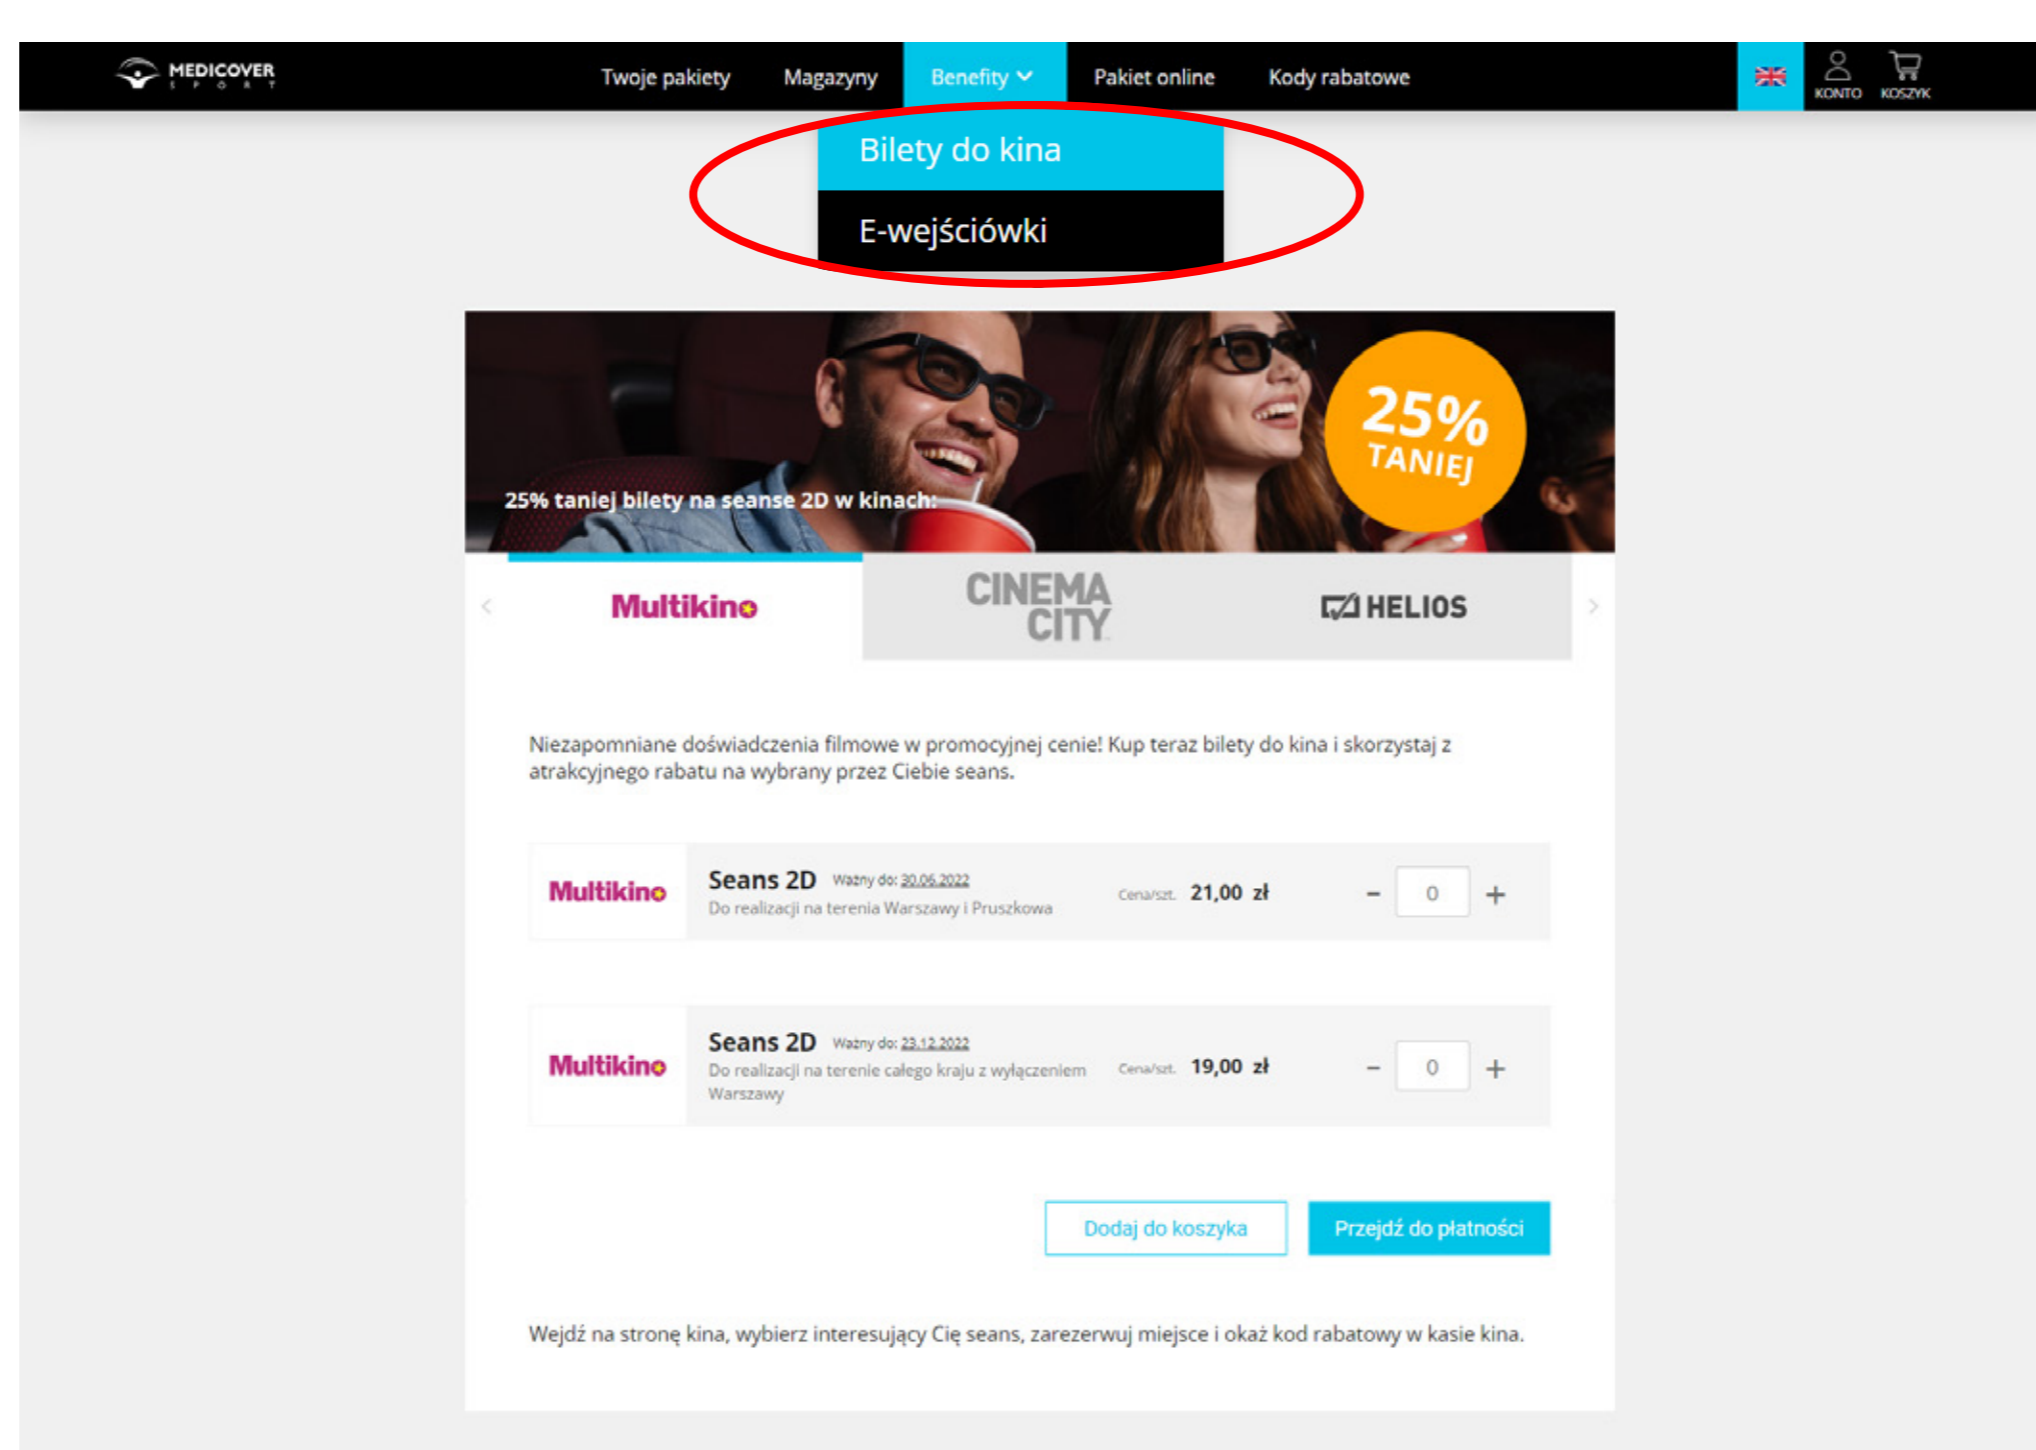 MEDICOVER
SPORT
Twoje pakiety
Magazyny
Benefity
Pakiet online
Kody rabatowe
KONTO
KOSZYK
Bilety do kina
E-wejściówki
25%
TANIEJ
25% taniej bilety na seanse 2D w kinach:
Multikino
CINEMA
CITY
HELIOS
Niezapomniane doświadczenia filmowe w promocyjnej cenie! Kup teraz bilety do kina i skorzystaj z
atrakcyjnego rabatu na wybrany przez Ciebie seans.
Multikino
Seans 2D Ważny do: 30.06.2022
Do realizacji na terenia Warszawy i Pruszkowa
Cena/szt. 21,00 zł
- 0 +
Multikino
Seans 2D Ważny do: 23.12.2022
Do realizacji na terenie całego kraju z wyłączeniem
Warszawy
Cena/szt. 19,00 zł
- 0 +
Dodaj do koszyka
Przejdź do płatności
Wejdź na stronę kina, wybierz interesujący Cię seans, zarezerwuj miejsce i okaż kod rabatowy w kasie kina.